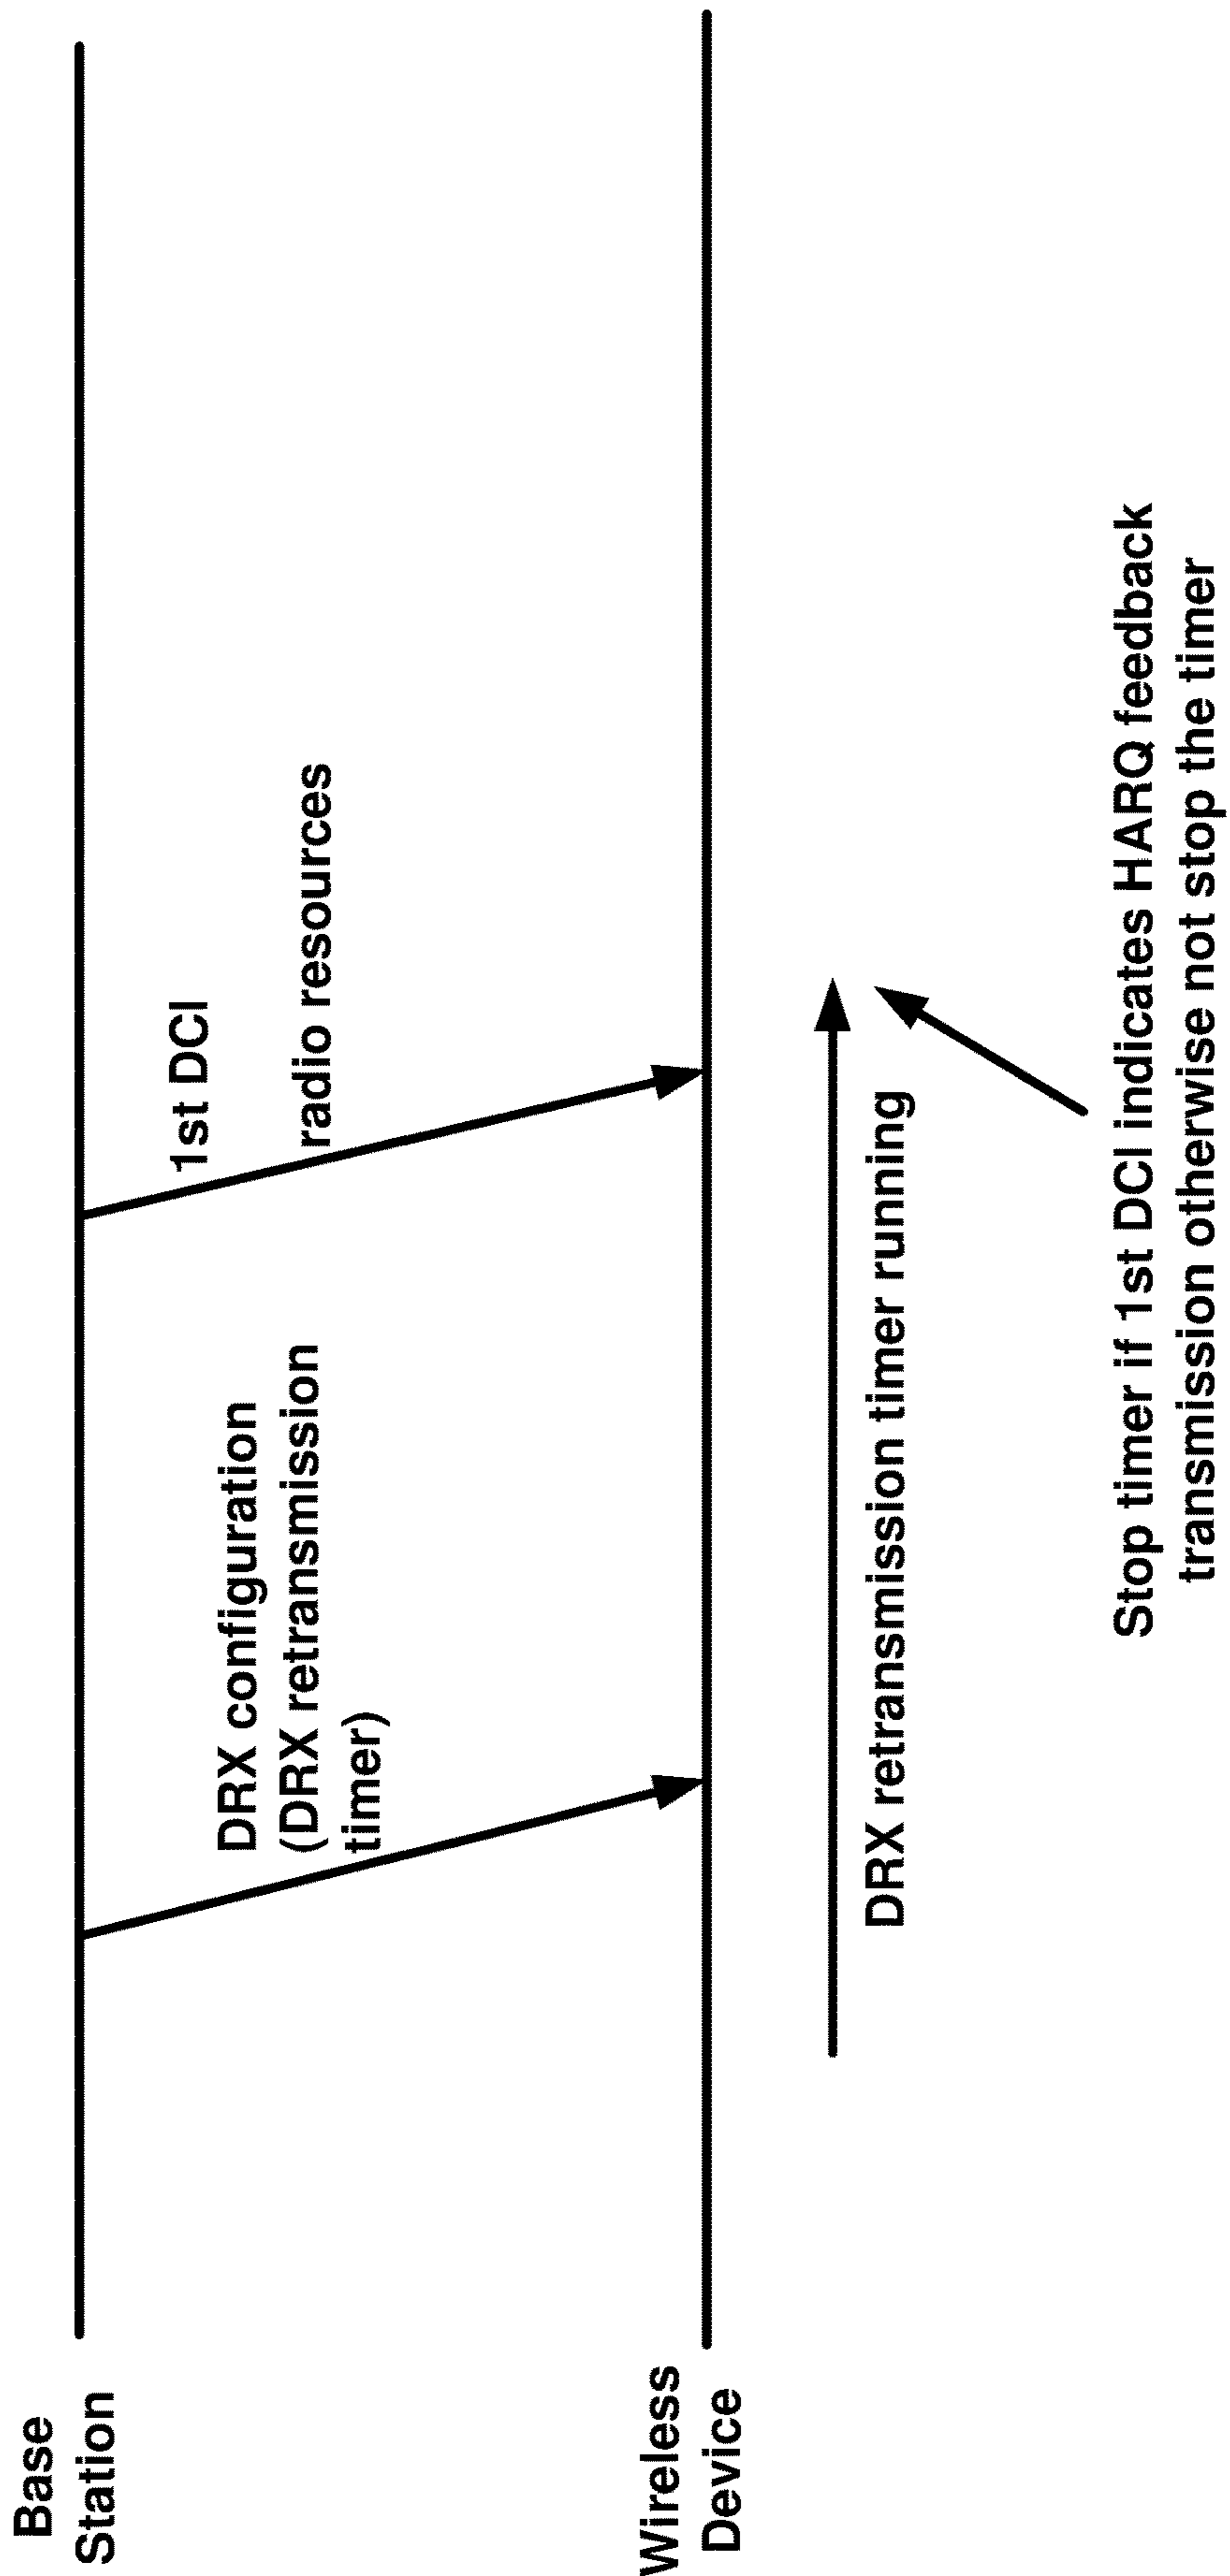 Base
Station
1st DCI
radio resources
DRX configuration
(DRX retransmission
timer)
Wireless
Device
DRX retransmission timer running
Stop timer if 1st DCI indicates HARQ feedback
transmission otherwise not stop the timer